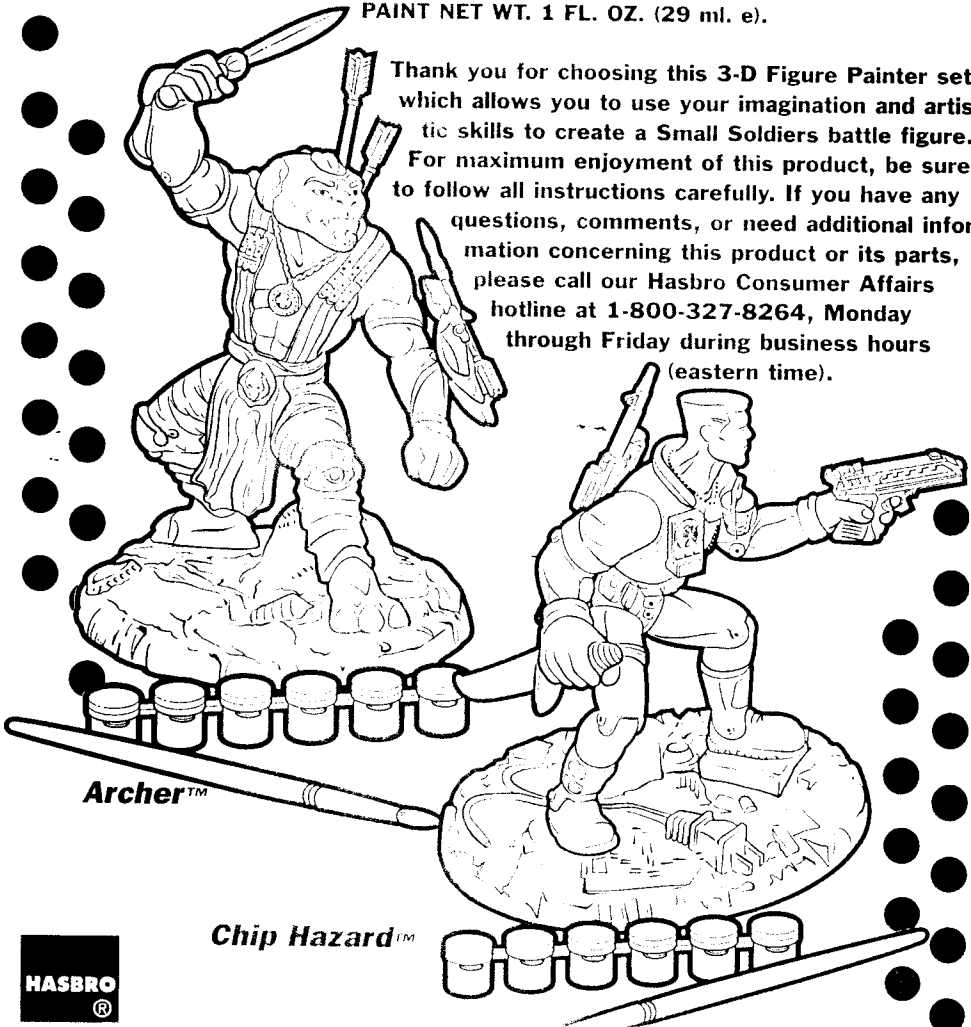 PAINT NET WT. 1 FL. OZ. (29 ml. e).
Thank you for choosing this 3-D Figure Painter set
which allows you to use your imagination and artis
tic skills to create a Small Soldiers battle figure.
For maximum enjoyment of this product, be sure
to follow all instructions carefully. If you have any
questions, comments, or need additional infor
mation concerning this product or its parts,
please call our Hasbro Consumer Affairs
hotline at 1-800-327-8264, Monday
through Friday during business hours
(eastern time).
Archer™
Chip Hazard™
HASBRO
®